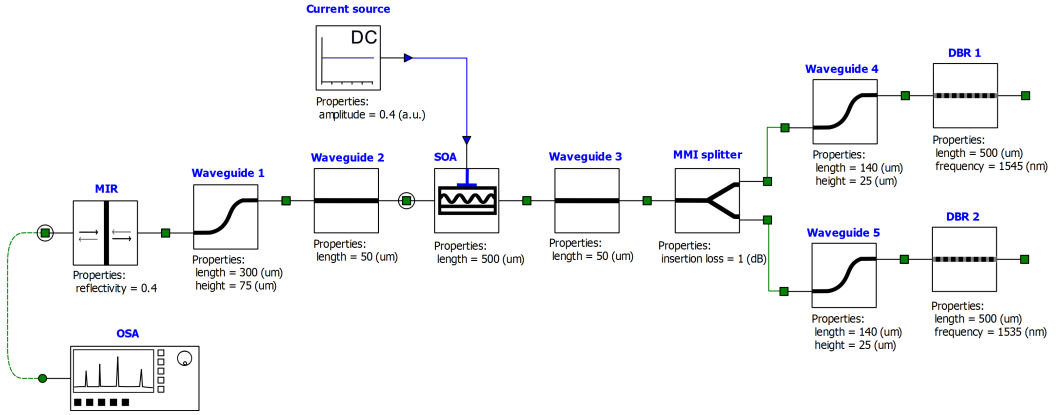 Current source
DC
Properties:
amplitude = 0.4 (a.u.)
MIR
Properties:
reflectivity = 0.4
Waveguide 1
Properties:
length = 300 (um)
height = 75 (um)
Waveguide 2
Properties:
length = 50 (um)
SOA
Properties:
length = 500 (um)
Waveguide 3
Properties:
length = 50 (um)
MMI splitter
Properties:
insertion loss = 1 (dB)
Waveguide 4
Properties:
length = 140 (um)
height = 25 (um)
DBR 1
Properties:
length = 500 (um)
frequency = 1545 (nm)
Waveguide 5
Properties:
length = 140 (um)
height = 25 (um)
DBR 2
Properties:
length = 500 (um)
frequency = 1535 (nm)
OSA